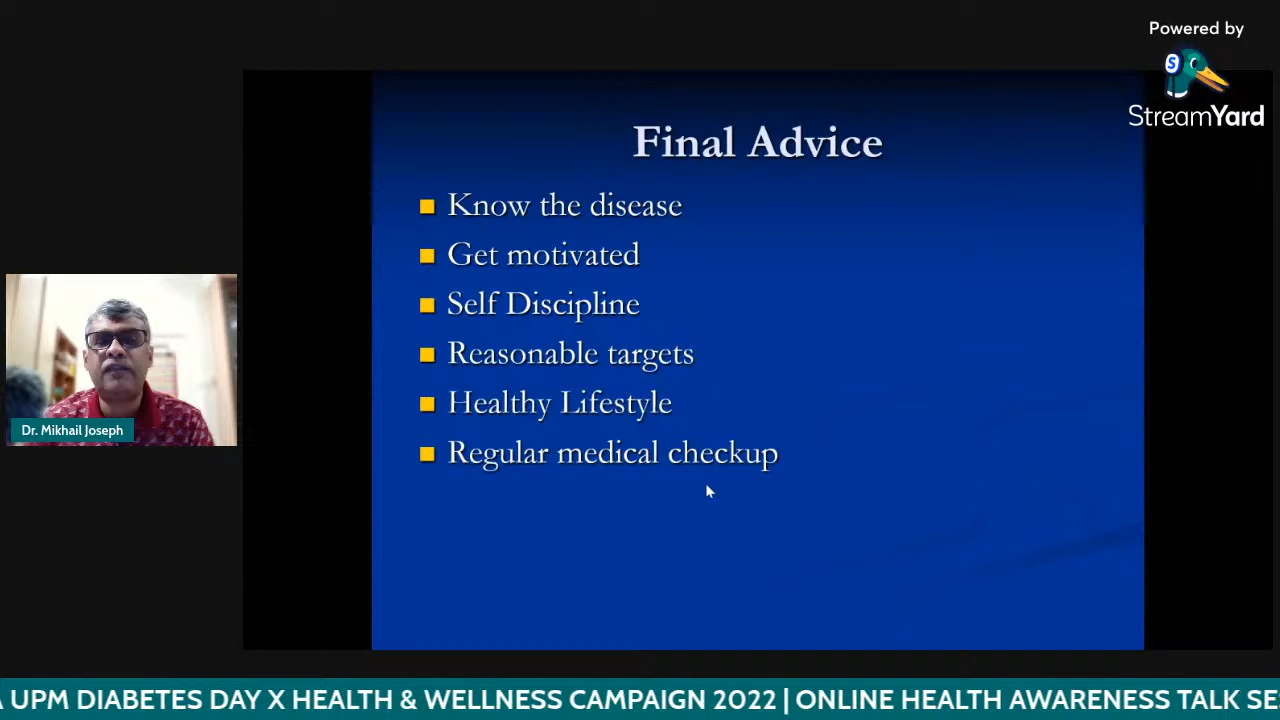 Powered by
StreamYard
Final Advice
Know the disease
Get motivated
Self Discipline
Reasonable targets
Healthy Lifestyle
Regular medical checkup
Dr. Mikhail Joseph
UPM DIABETES DAY X HEALTH & WELLNESS CAMPAIGN 2022 | ONLINE HEALTH AWARENESS TALK SE